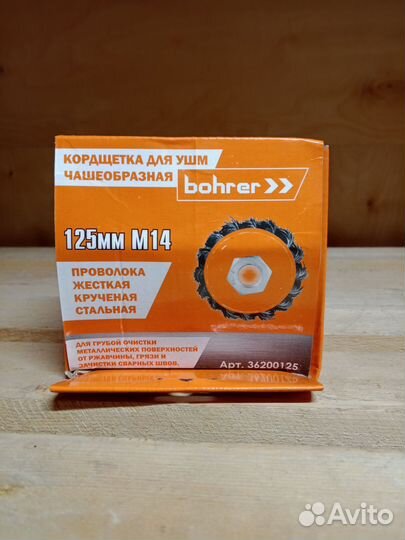 КОРДЩЕТКА ДЛЯ УШМ
ЧАШЕОБРАЗНАЯ
bohrer
125мм М14
ПРОВОЛОКА
ЖЕСТКАЯ
КРУЧЕНАЯ
СТАЛЬНАЯ
ДЛЯ ГРУБОЙ ОЧИСТКИ
МЕТАЛЛИЧЕСКИХ ПОВЕРХНОСТЕЙ
ОТ РЖАВЧИНЫ, ГРЯЗИ И
ЗАЧИСТКИ СВАРНЫХ ШВОВ.
Арт. 36200125
Avito